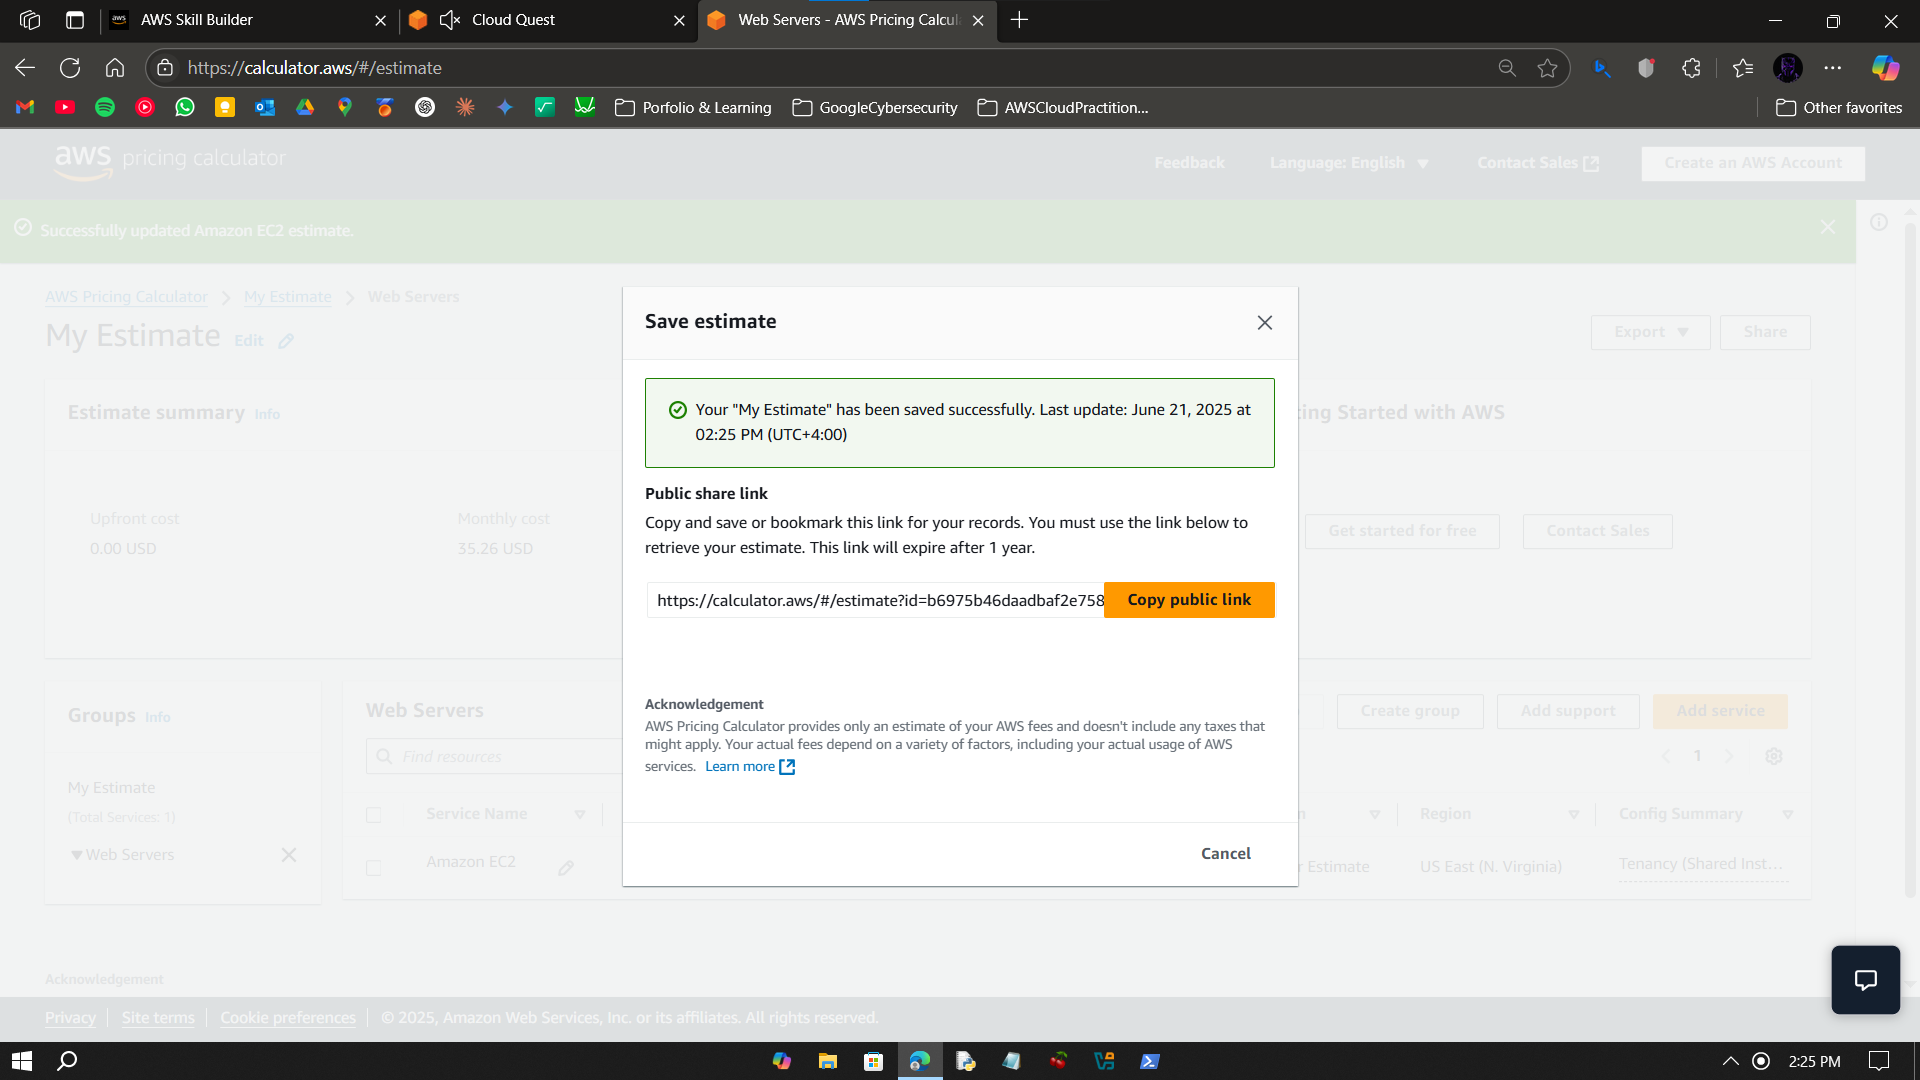 AWS Skill Builder
Cloud Quest
Web Servers - AWS Pricing Calcul
https://calculator.aws/#/estimate
Porfolio & Learning
GoogleCybersecurity
AWSCloudPractition...
Other favorites
aws pricing calculator
Feedback
Language: English
Contact Sales
Create an AWS Account
Successfully updated Amazon EC2 estimate.
AWS Pricing Calculator
My Estimate
Web Servers
My Estimate
Edit
Export
Share
Save estimate
Your "My Estimate" has been saved successfully. Last update: June 21, 2025 at
02:25 PM (UTC+4:00)
Estimate summary
Info
ing Started with AWS
Public share link
Copy and save or bookmark this link for your records. You must use the link below to
retrieve your estimate. This link will expire after 1 year.
Upfront cost
0.00 USD
Monthly cost
35.26 USD
Get started for free
Contact Sales
https://calculator.aws/#/estimate?id=b6975b46daadbaf2e758
Copy public link
Acknowledgement
AWS Pricing Calculator provides only an estimate of your AWS fees and doesn't include any taxes that
might apply. Your actual fees depend on a variety of factors, including your actual usage of AWS
services. Learn more
Cancel
Groups
Info
Web Servers
Create group
Add support
Add service
Find resources
1
My Estimate
(Total Services: 1)
Web Servers
Service Name
n
Region
Config Summary
Amazon EC2
r Estimate
US East (N. Virginia)
Tenancy (Shared Inst...
Acknowledgement
Privacy
Site terms
Cookie preferences
© 2025, Amazon Web Services, Inc. or its affiliates. All rights reserved.
2:25 PM